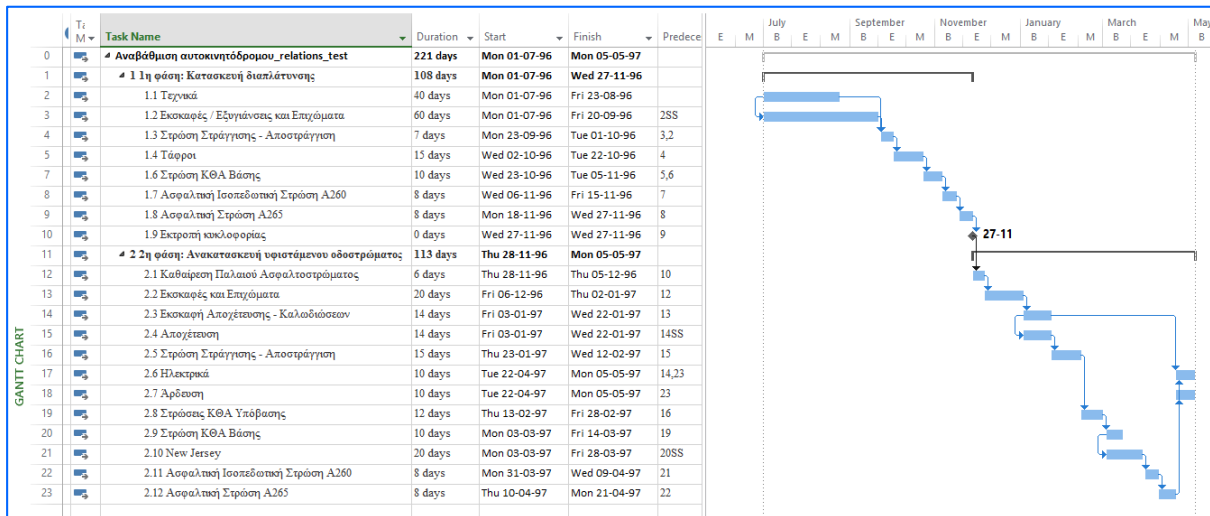 Ta
M Task Name Duration Start Finish Predece
July September November January March May
E M B E M B E M B E M B E M B E M B
0 Αναβάθμιση αυτοκινητόδρομου_relations_test 221 days Mon 01-07-96 Mon 05-05-97
1 1 1η φάση: Κατασκευή διαπλάτυνσης 108 days Mon 01-07-96 Wed 27-11-96
2 1.1 Τεχνικά 40 days Mon 01-07-96 Fri 23-08-96
3 1.2 Εκσκαφές / Εξυγιάνσεις και Επιχώματα 60 days Mon 01-07-96 Fri 20-09-96 2SS
4 1.3 Στρώση Στράγγισης - Αποστράγγιση 7 days Mon 23-09-96 Tue 01-10-96 3,2
5 1.4 Τάφροι 15 days Wed 02-10-96 Tue 22-10-96 4
7 1.6 Στρώση ΚΘΑ Βάσης 10 days Wed 23-10-96 Tue 05-11-96 5,6
8 1.7 Ασφαλτική Ισοπεδωτική Στρώση Α260 8 days Wed 06-11-96 Fri 15-11-96 7
9 1.8 Ασφαλτική Στρώση Α265 8 days Mon 18-11-96 Wed 27-11-96 8
10 1.9 Εκτροπή κυκλοφορίας 0 days Wed 27-11-96 Wed 27-11-96 9 27-11
11 2 2η φάση: Ανακατασκευή υφιστάμενου οδοστρώματος 113 days Thu 28-11-96 Mon 05-05-97
12 2.1 Καθαίρεση Παλαιού Ασφαλτοστρώματος 6 days Thu 28-11-96 Thu 05-12-96 10
13 2.2 Εκσκαφές και Επιχώματα 20 days Fri 06-12-96 Thu 02-01-97 12
14 2.3 Εκσκαφή Αποχέτευσης - Καλωδιώσεων 14 days Fri 03-01-97 Wed 22-01-97 13
15 2.4 Αποχέτευση 14 days Fri 03-01-97 Wed 22-01-97 14SS
16 2.5 Στρώση Στράγγισης - Αποστράγγιση 15 days Thu 23-01-97 Wed 12-02-97 15
17 2.6 Ηλεκτρικά 10 days Tue 22-04-97 Mon 05-05-97 14,23
18 2.7 Άρδευση 10 days Tue 22-04-97 Mon 05-05-97 23
19 2.8 Στρώσεις ΚΘΑ Υπόβασης 12 days Thu 13-02-97 Fri 28-02-97 16
20 2.9 Στρώση ΚΘΑ Βάσης 10 days Mon 03-03-97 Fri 14-03-97 19
21 2.10 New Jersey 20 days Mon 03-03-97 Fri 28-03-97 20SS
22 2.11 Ασφαλτική Ισοπεδωτική Στρώση Α260 8 days Mon 31-03-97 Wed 09-04-97 21
23 2.12 Ασφαλτική Στρώση Α265 8 days Thu 10-04-97 Mon 21-04-97 22
GANTT CHART